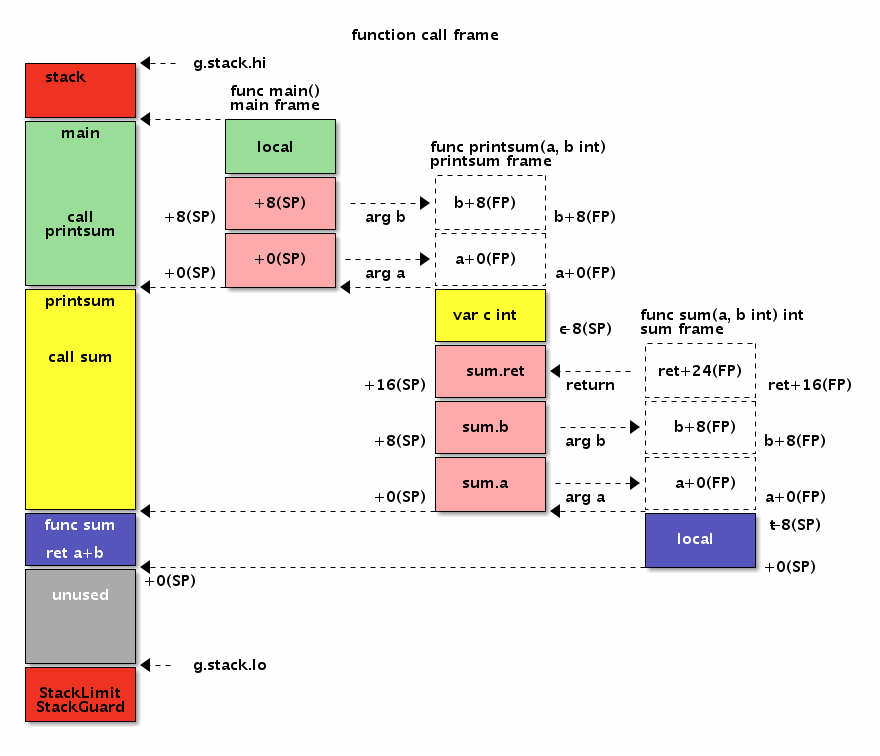 function call frame
g.stack.hi
stack
func main()
main frame
main
local
func printsum(a, b int)
printsum frame
+8(SP)
b+8(FP)
call
printsum
+8(SP)
arg b
b+8(FP)
+0(SP)
a+0(FP)
+0(SP)
arg a
a+0(FP)
printsum
var c int
func sum(a, b int) int
sum frame
c-8(SP)
call sum
sum.ret
ret+24(FP)
+16(SP)
return
ret+16(FP)
sum.b
b+8(FP)
+8(SP)
arg b
b+8(FP)
sum.a
a+0(FP)
+0(SP)
arg a
a+0(FP)
func sum
t-8(SP)
local
ret a+b
+0(SP)
+0(SP)
unused
g.stack.lo
StackLimit
StackGuard